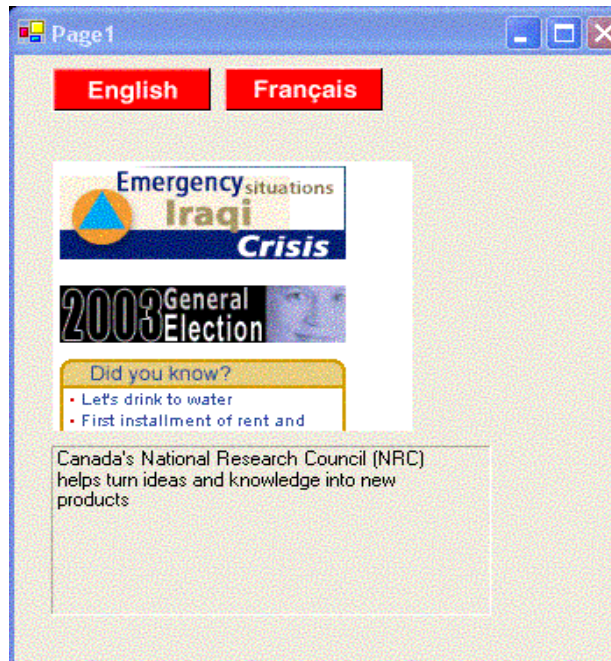 Page1
English Français
Emergency situations
Iraqi
Crisis
2003 General
Election
Did you know?
• Let's drink to water
• First installment of rent and
Canada's National Research Council (NRC)
helps turn ideas and knowledge into new
products